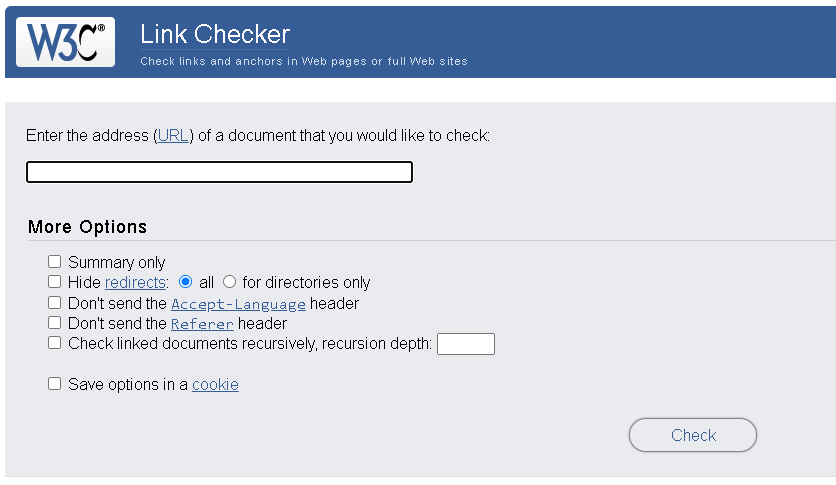 W3C®
Link Checker
Check links and anchors in Web pages or full Web sites
Enter the address (URL) of a document that you would like to check:
More Options
Summary only
Hide redirects: all for directories only
Don't send the Accept-Language header
Don't send the Referer header
Check linked documents recursively, recursion depth:
Save options in a cookie
Check